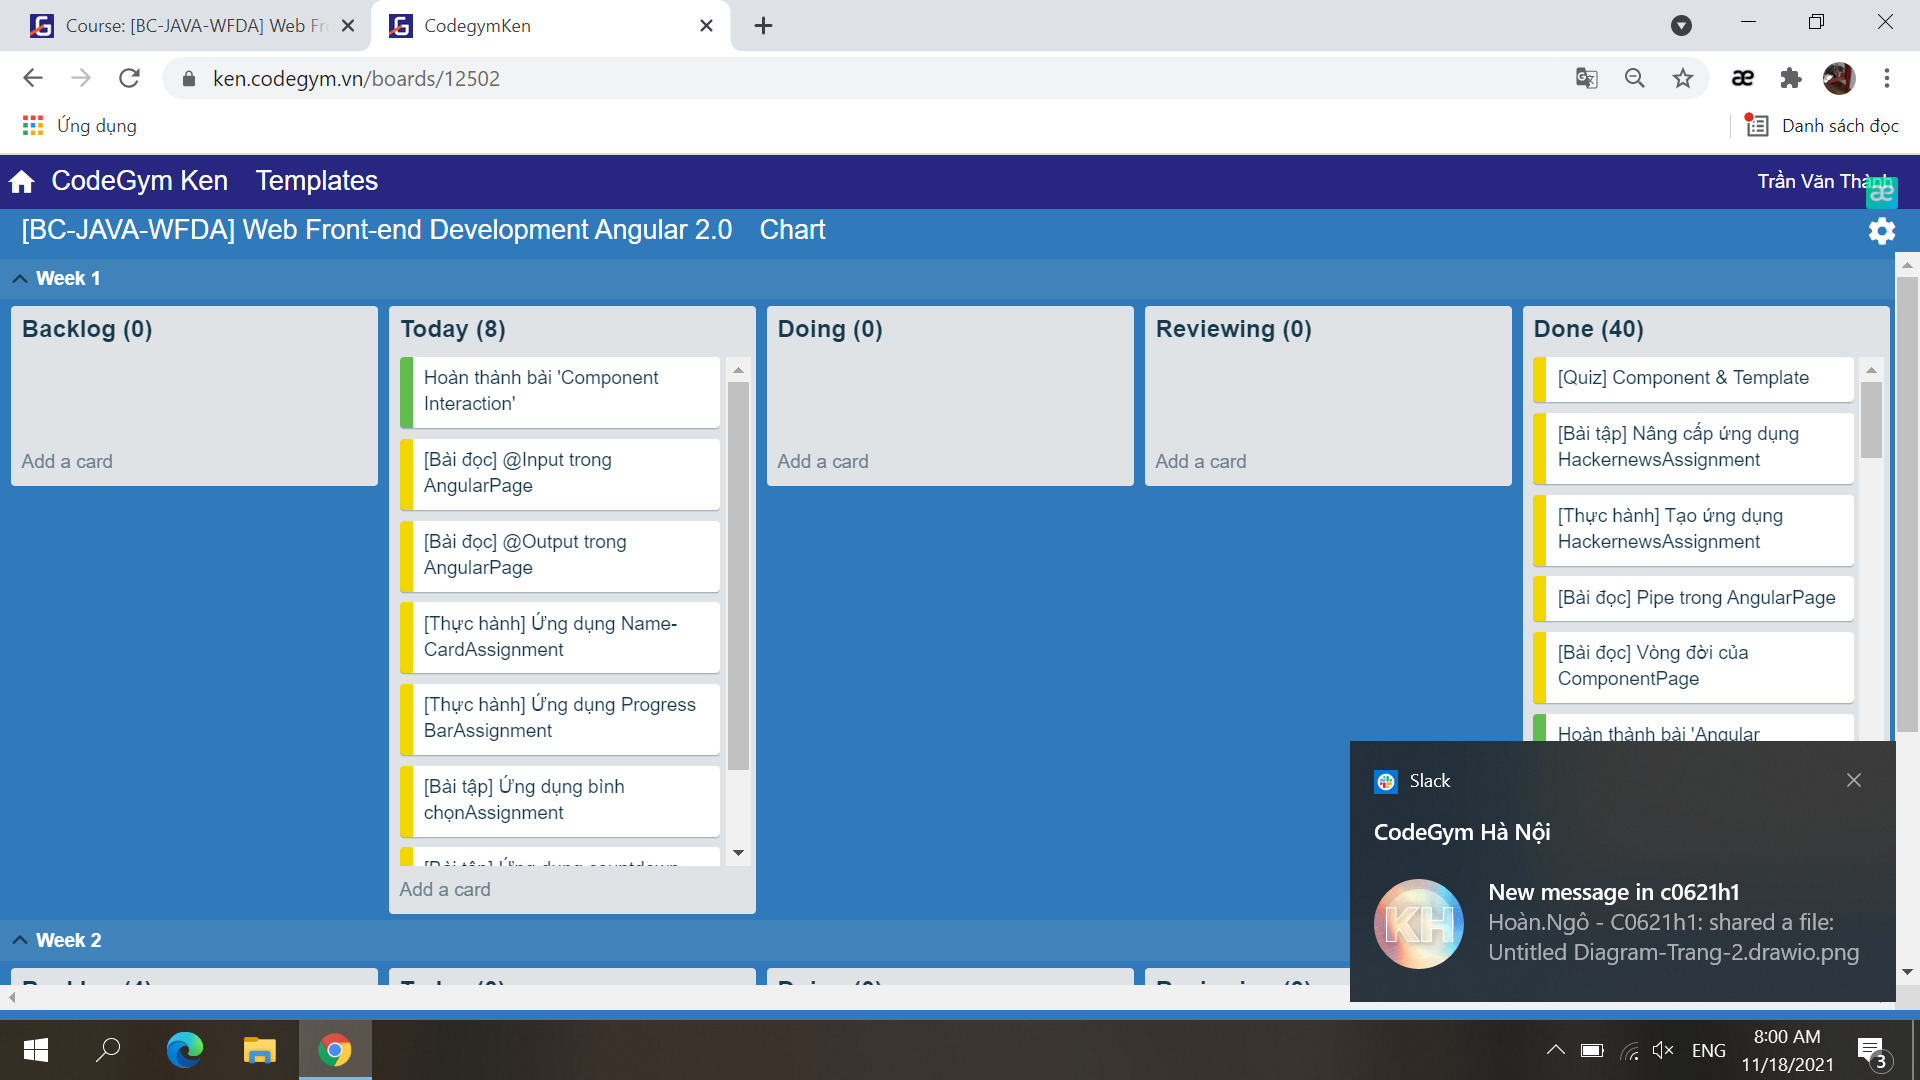 Course: [BC-JAVA-WFDA] Web Fr
CodegymKen
ken.codegym.vn/boards/12502
Ứng dụng
Danh sách đọc
CodeGym Ken
Templates
Trần Văn Thành
[BC-JAVA-WFDA] Web Front-end Development Angular 2.0
Chart
Week 1
Backlog (0)
Add a card
Today (8)
Hoàn thành bài 'Component
Interaction'
[Bài đọc] @Input trong
AngularPage
[Bài đọc] @Output trong
AngularPage
[Thực hành] Ứng dụng Name-
CardAssignment
[Thực hành] Ứng dụng Progress
BarAssignment
[Bài tập] Ứng dụng bình
chọnAssignment
[Bài tập] Ứng dụng countdown
Add a card
Doing (0)
Add a card
Reviewing (0)
Add a card
Done (40)
[Quiz] Component & Template
[Bài tập] Nâng cấp ứng dụng
HackernewsAssignment
[Thực hành] Tạo ứng dụng
HackernewsAssignment
[Bài đọc] Pipe trong AngularPage
[Bài đọc] Vòng đời của
ComponentPage
Hoàn thành bài 'Angular
Week 2
Slack
CodeGym Hà Nội
KH
New message in c0621h1
Hoàn.Ngô - C0621h1: shared a file:
Untitled Diagram-Trang-2.drawio.png
ENG
8:00 AM
11/18/2021
3